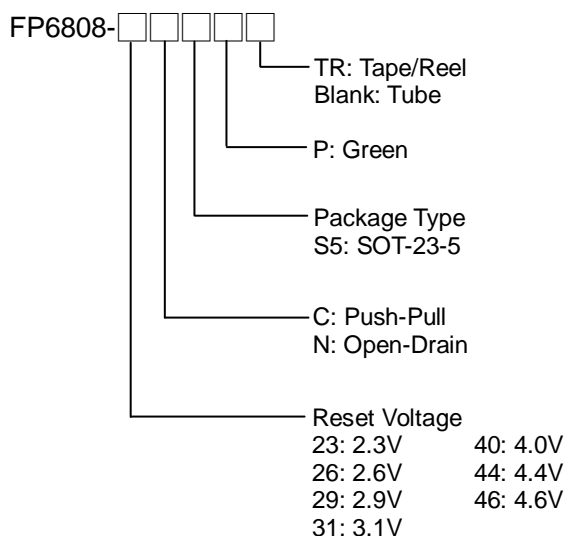 FP6808-
TR: Tape/Reel
Blank: Tube
P: Green
Package Type
S5: SOT-23-5
C: Push-Pull
N: Open-Drain
Reset Voltage
23: 2.3V 40: 4.0V
26: 2.6V 44: 4.4V
29: 2.9V 46: 4.6V
31: 3.1V